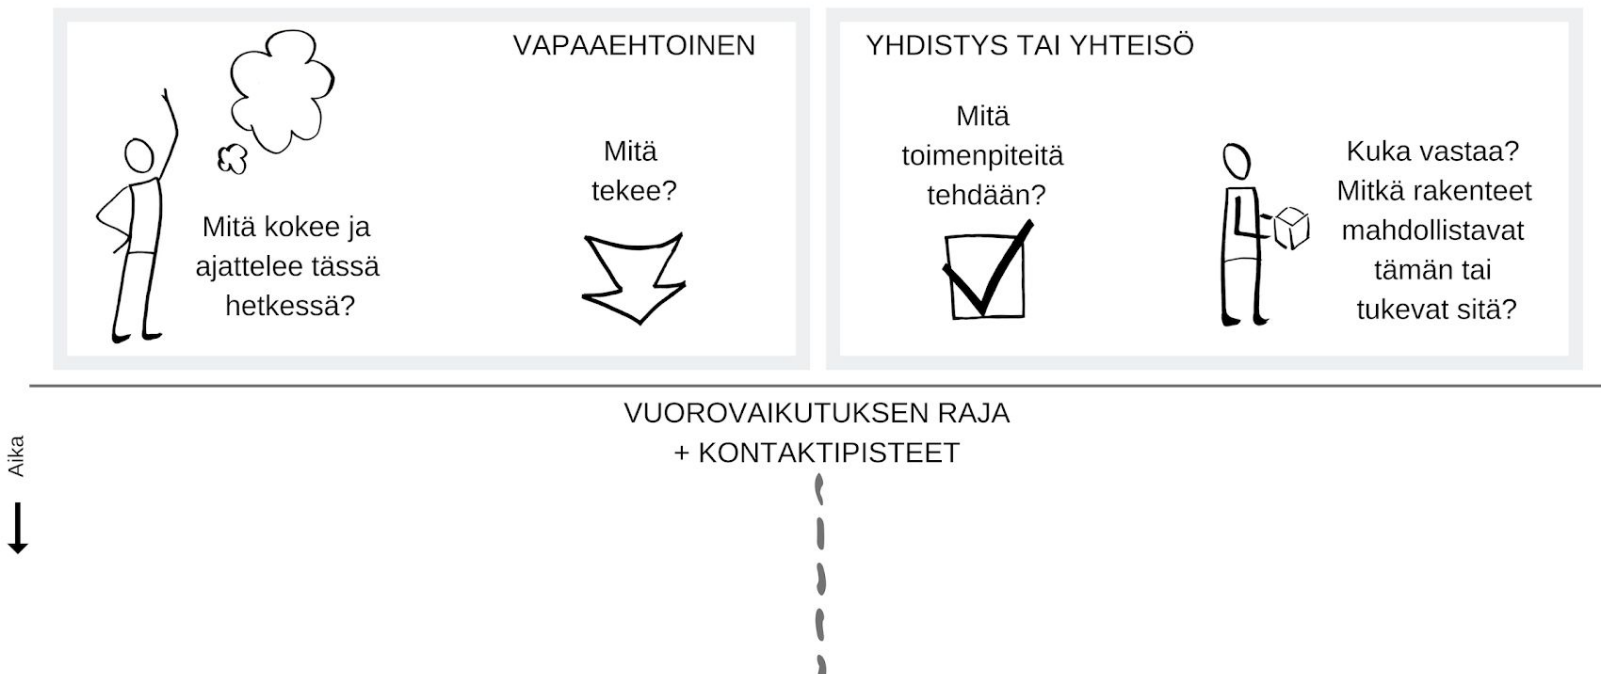 VAPAAEHTOINEN
Mitä kokee ja
ajattelee tässä
hetkessä?
Mitä
tekee?
YHDISTYS TAI YHTEISÖ
Mitä
toimenpiteitä
tehdään?
Kuka vastaa?
Mitkä rakenteet
mahdollistavat
tämän tai
tukevat sitä?
VUOROVAIKUTUKSEN RAJA
+ KONTAKTIPISTEET
Aika